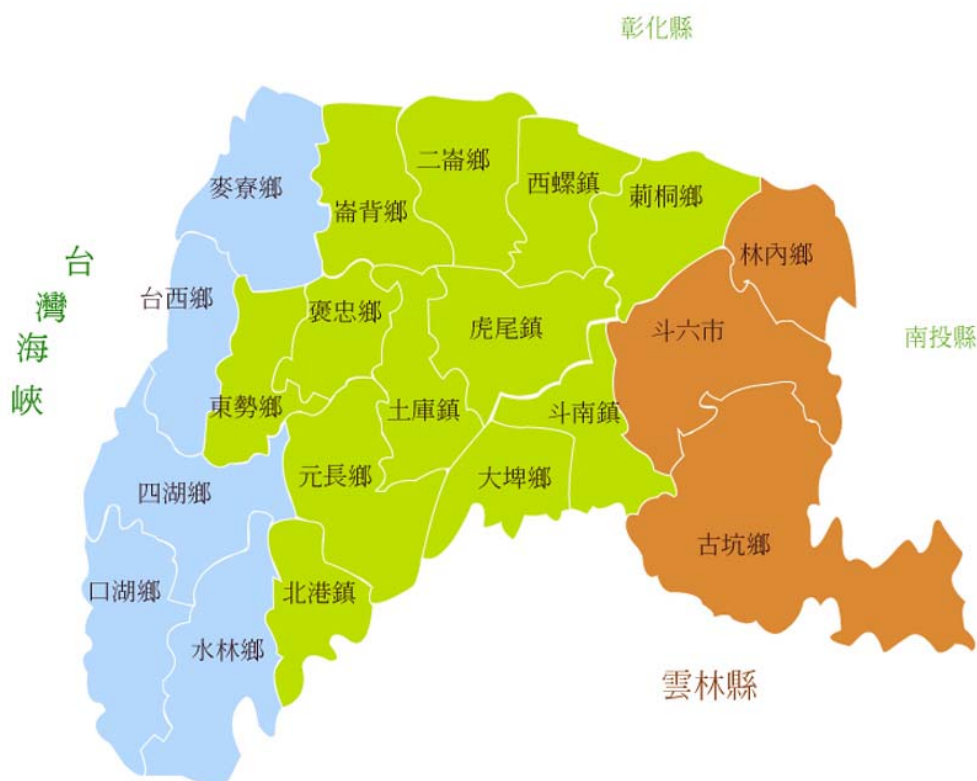 彰化縣
二崙鄉
西螺鎮
麥寮鄉
崙背鄉
莿桐鄉
林內鄉
台灣海峽
台西鄉
褒忠鄉
虎尾鎮
斗六市
南投縣
東勢鄉
土庫鎮
斗南鎮
四湖鄉
元長鄉
大埤鄉
古坑鄉
口湖鄉
北港鎮
水林鄉
雲林縣